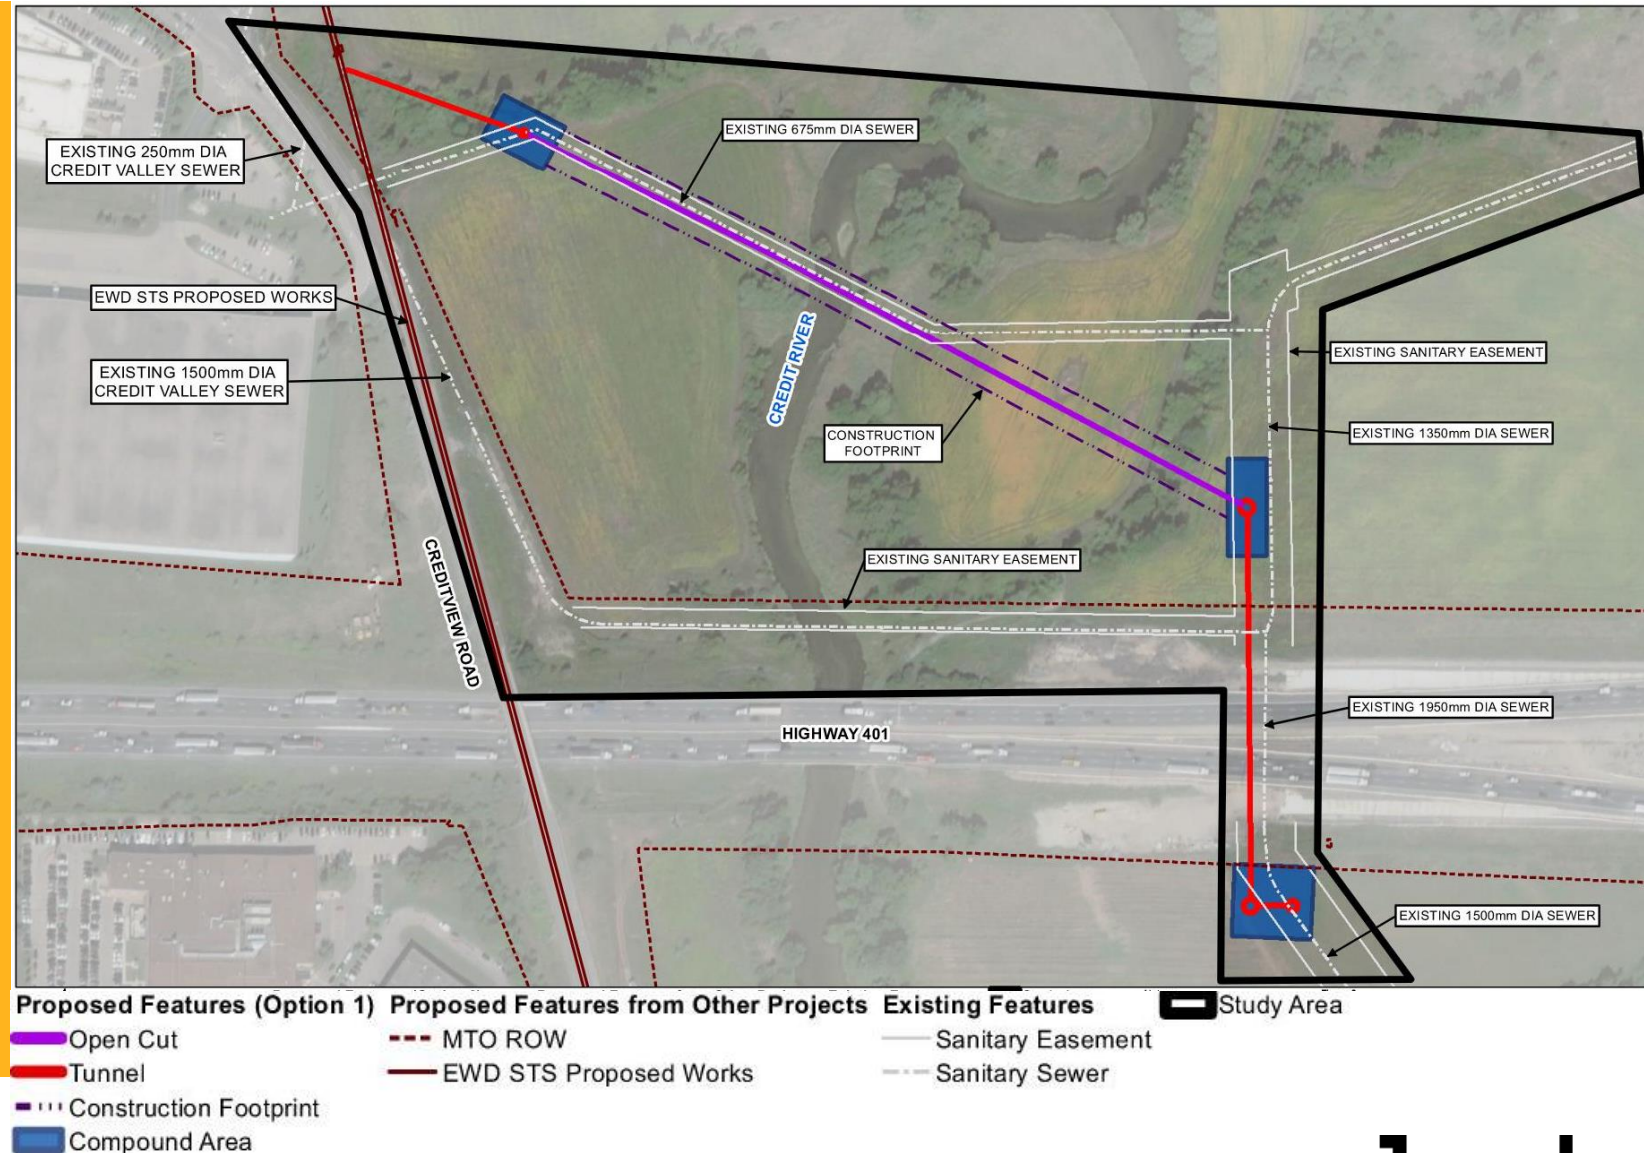 EXISTING 675mm DIA SEWER
EXISTING 250mm DIA
CREDIT VALLEY SEWER
EWD STS PROPOSED WORKS
EXISTING 1500mm DIA
CREDIT VALLEY SEWER
CREDIT RIVER
EXISTING SANITARY EASEMENT
CONSTRUCTION
FOOTPRINT
EXISTING 1350mm DIA SEWER
EXISTING SANITARY EASEMENT
CREDITVIEW ROAD
EXISTING 1950mm DIA SEWER
HIGHWAY 401
EXISTING 1500mm DIA SEWER
Proposed Features (Option 1)
Open Cut
Tunnel
Construction Footprint
Compound Area
Proposed Features from Other Projects
MTO ROW
EWD STS Proposed Works
Existing Features
Sanitary Easement
Sanitary Sewer
Study Area